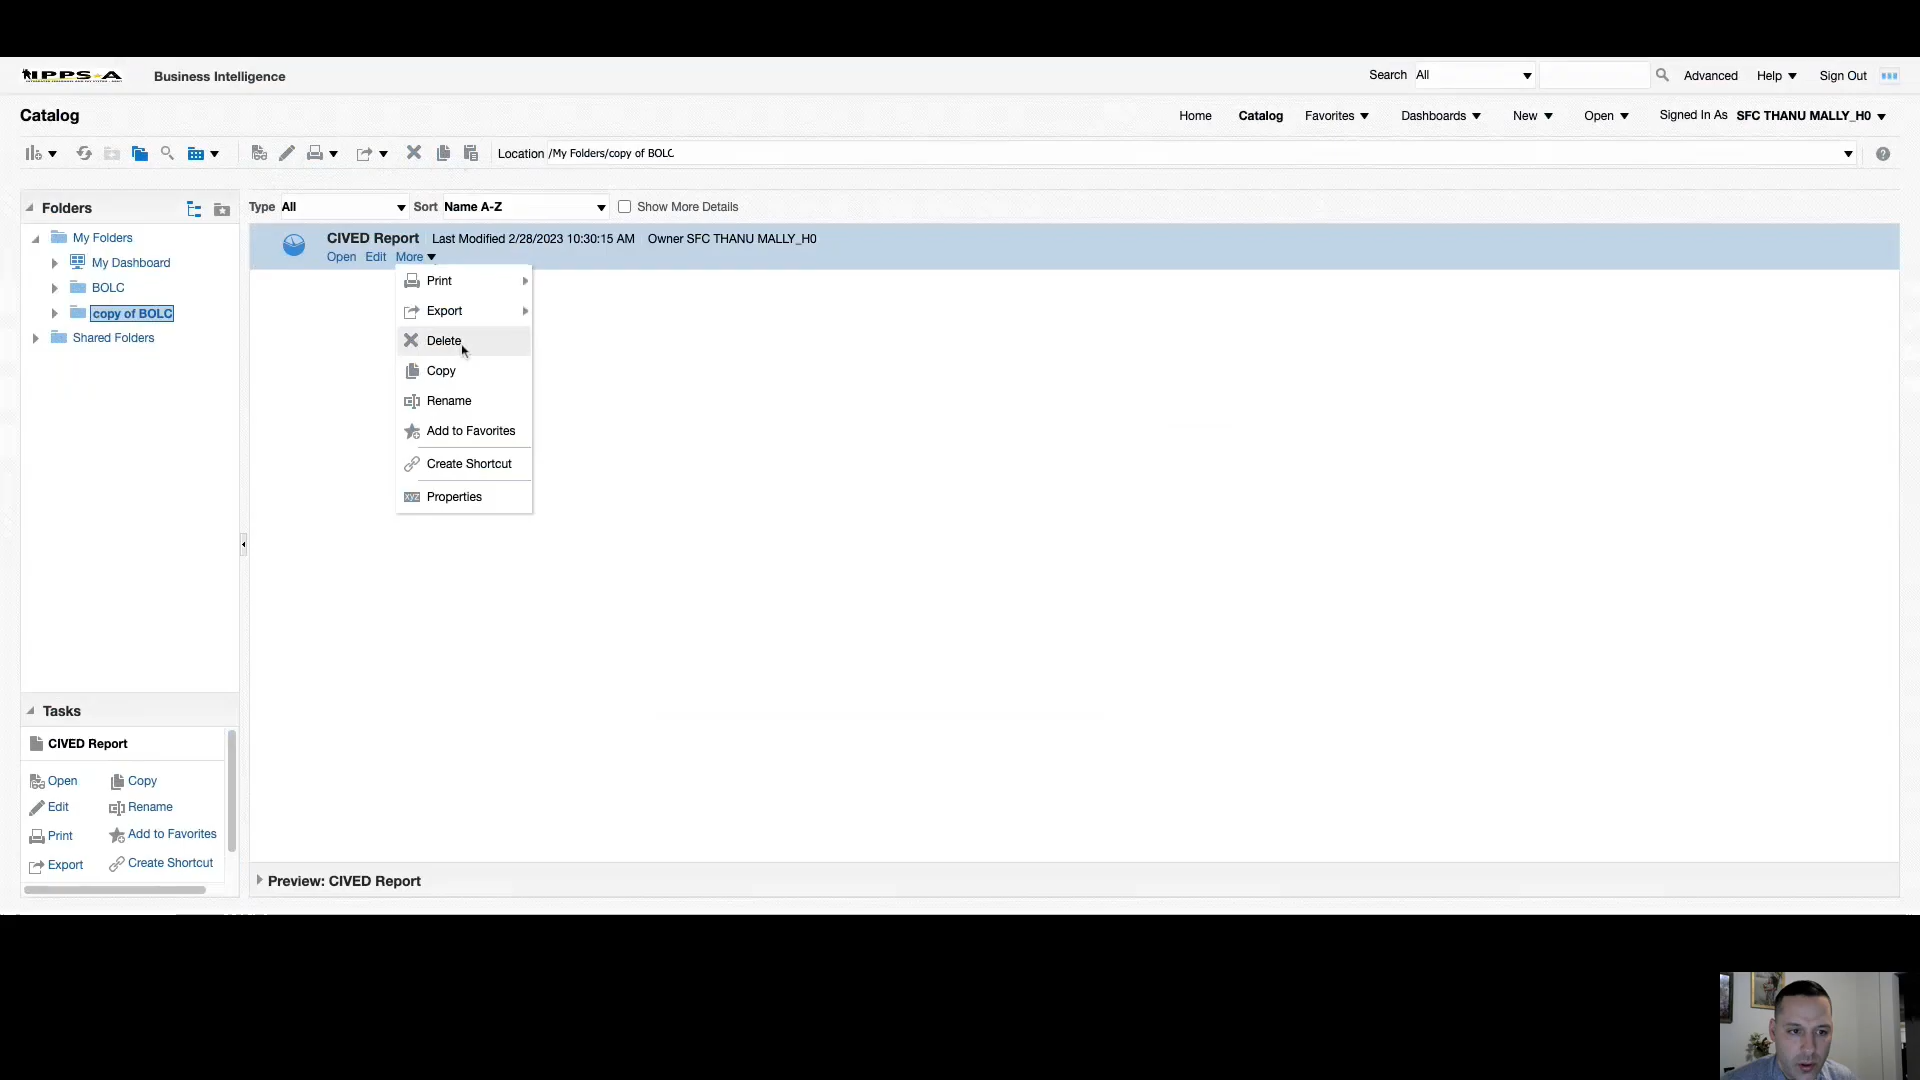 IPPS-A
Business Intelligence
Search All
Advanced
Help
Sign Out
Catalog
Home
Catalog
Favorites
Dashboards
New
Open
Signed In As SFC THANU MALLY_H0
Location /My Folders/copy of BOLC
Folders
My Folders
My Dashboard
BOLC
copy of BOLC
Shared Folders
Type All
Sort Name A-Z
Show More Details
CIVED Report Last Modified 2/28/2023 10:30:15 AM Owner SFC THANU MALLY_H0
Open Edit More
Print
Export
Delete
Copy
Rename
Add to Favorites
Create Shortcut
xyz Properties
Tasks
CIVED Report
Open Copy
Edit Rename
Print Add to Favorites
Export Create Shortcut
Preview: CIVED Report